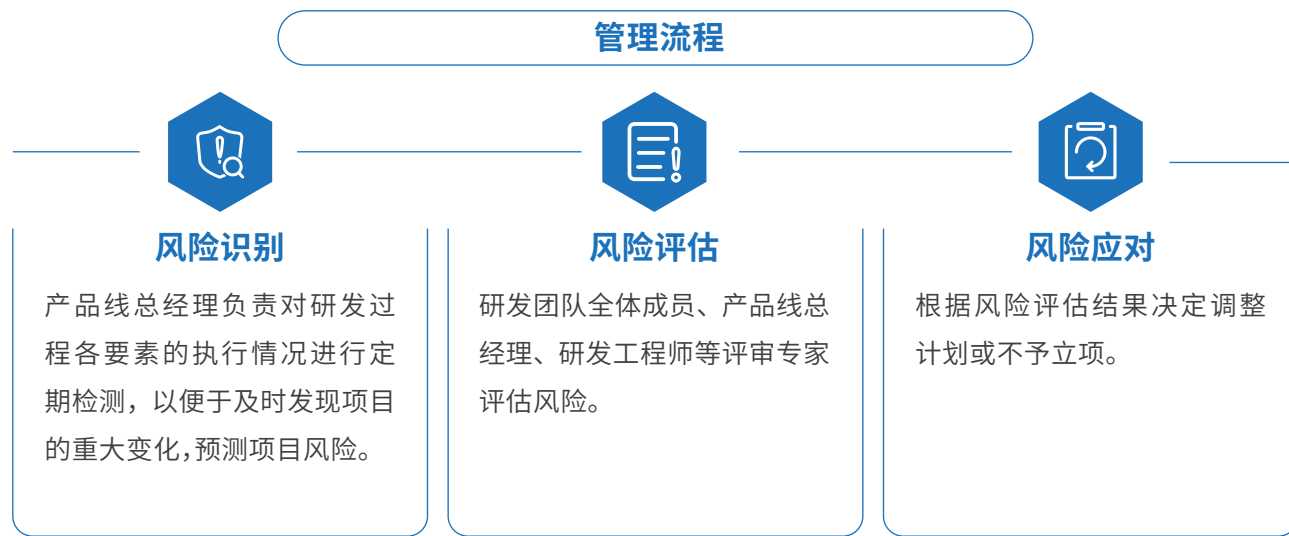 管理流程
风险识别
产品线总经理负责对研发过
程各要素的执行情况进行定
期检测，以便于及时发现项目
的重大变化，预测项目风险。
风险评估
研发团队全体成员、产品线总
经理、研发工程师等评审专家
评估风险。
风险应对
根据风险评估结果决定调整
计划或不予立项。